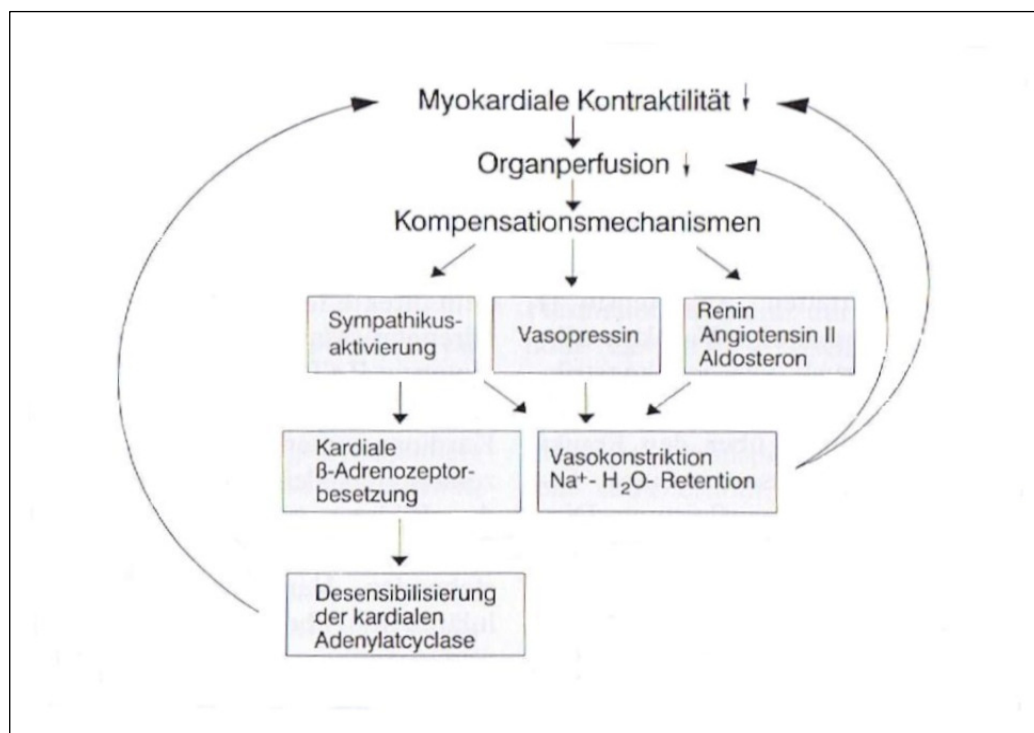 Myokardiale Kontraktilität ↓
Organperfusion ↓
Kompensationsmechanismen
Sympathikus-
aktivierung
Vasopressin
Renin
Angiotensin II
Aldosteron
Kardiale
ß-Adrenozeptor-
besetzung
Vasokonstriktion
Na⁺- H₂O- Retention
Desensibilisierung
der kardialen
Adenylatcyclase